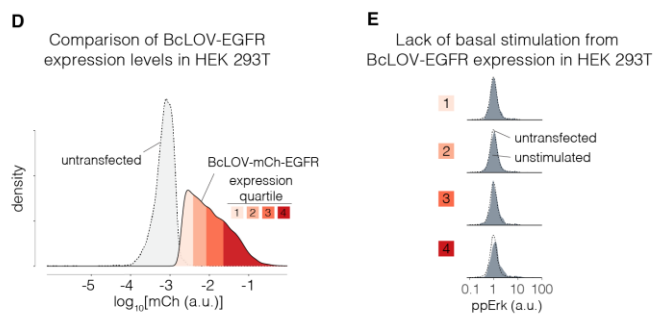 D
Comparison of BcLOV-EGFR
expression levels in HEK 293T
untransfected
BcLOV-mCh-EGFR
expression
quartile
1 2 3 4
density
-5 -4 -3 -2 -1
log10[mCh (a.u.)]
E
Lack of basal stimulation from
BcLOV-EGFR expression in HEK 293T
1
2
untransfected
unstimulated
3
4
0.1 1 10 100
ppErk (a.u.)